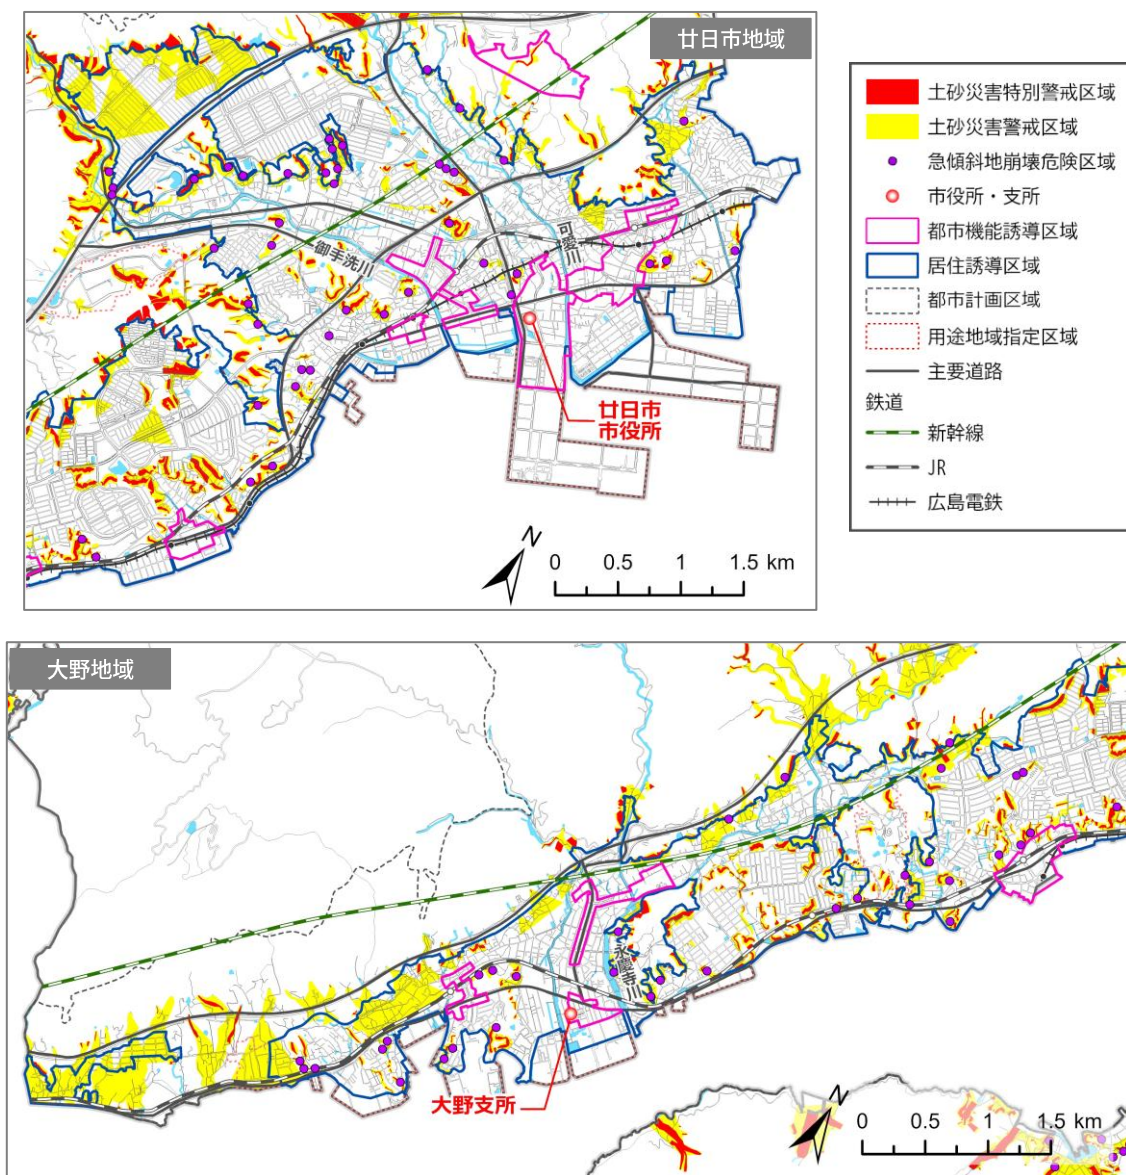 廿日市地域
御手洗川
可愛川
廿日市
市役所
N
0 0.5 1 1.5 km
土砂災害特別警戒区域
土砂災害警戒区域
急傾斜地崩壊危険区域
市役所・支所
都市機能誘導区域
居住誘導区域
都市計画区域
用途地域指定区域
主要道路
鉄道
新幹線
JR
広島電鉄
大野地域
永慶寺川
大野支所
N
0 0.5 1 1.5 km